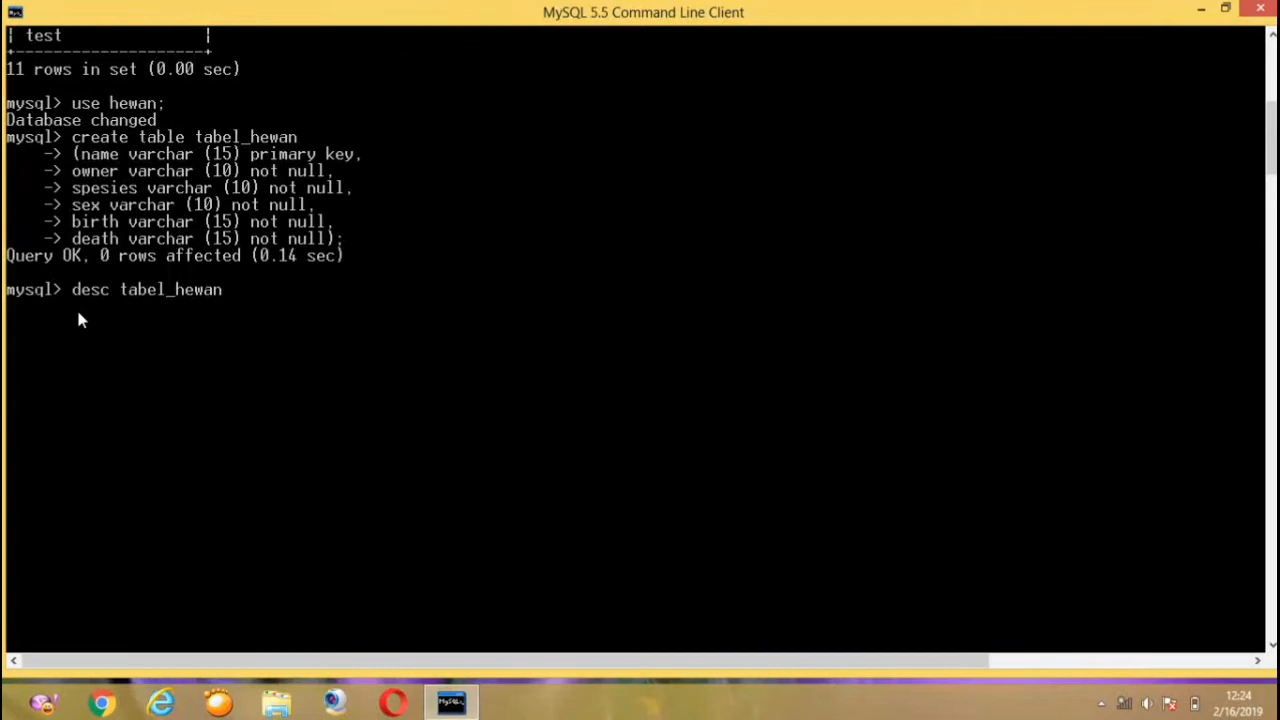 MySQL 5.5 Command Line Client
| test |
+--------------------+
11 rows in set (0.00 sec)
mysql> use hewan;
Database changed
mysql> create table tabel_hewan
-> (name varchar (15) primary key,
-> owner varchar (10) not null,
-> spesies varchar (10) not null,
-> sex varchar (10) not null,
-> birth varchar (15) not null,
-> death varchar (15) not null);
Query OK, 0 rows affected (0.14 sec)
mysql> desc tabel_hewan
12:24
2/16/2019